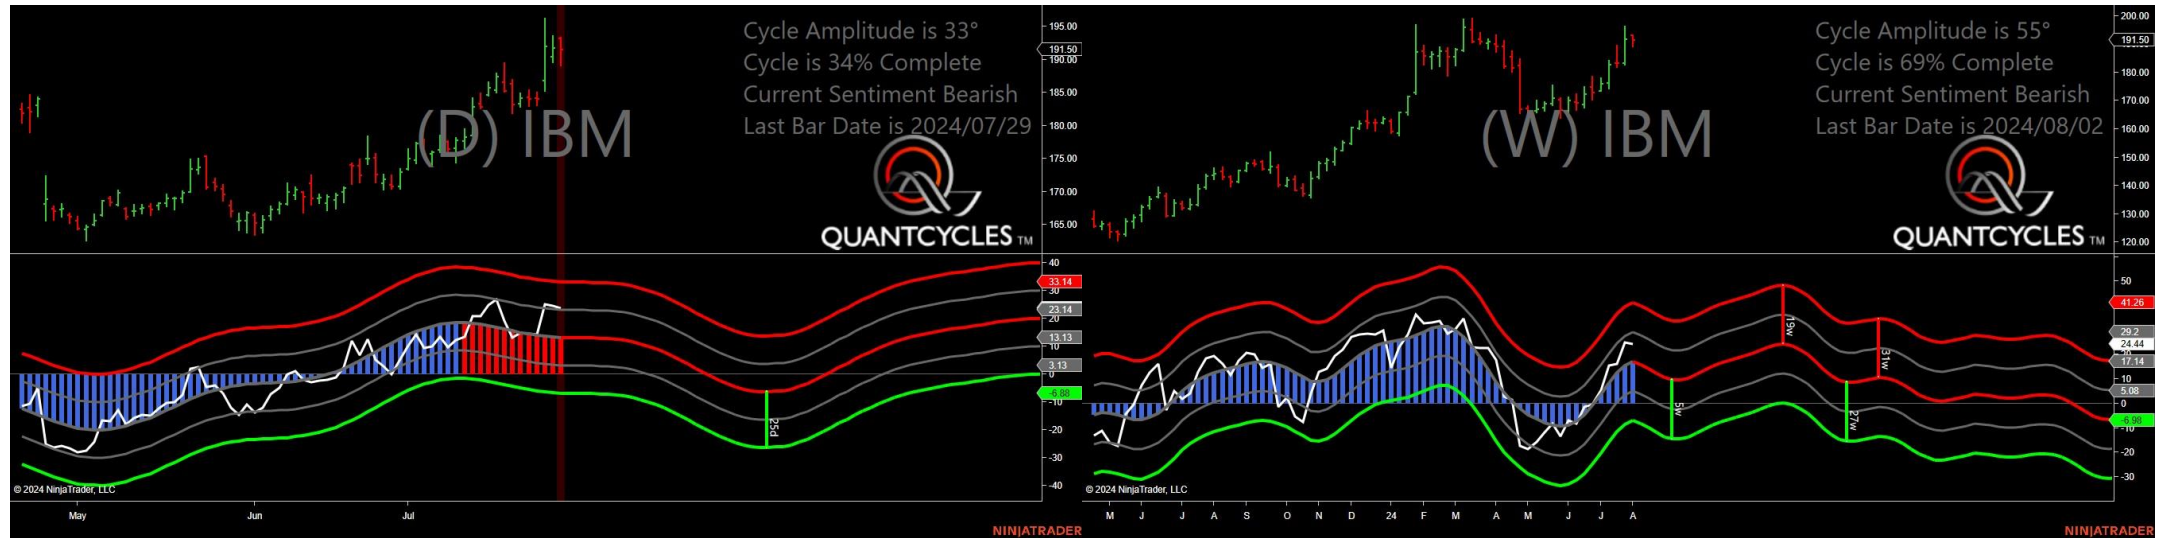 Cycle Amplitude is 33°
Cycle is 34% Complete
Current Sentiment Bearish
Last Bar Date is 2024/07/29
(D) IBM
QUANTCYCLES TM
195.00
191.50
190.00
185.00
180.00
175.00
170.00
165.00
40
33.14
30
23.14
20
13.13
10
3.13
0
-6.88
-10
-20
-30
-40
25d
© 2024 NinjaTrader, LLC
May Jun Jul
NINJATRADER
Cycle Amplitude is 55°
Cycle is 69% Complete
Current Sentiment Bearish
Last Bar Date is 2024/08/02
(W) IBM
QUANTCYCLES TM
200.00
191.50
180.00
170.00
160.00
150.00
140.00
130.00
120.00
50
41.26
29.2
24.44
17.14
10
5.08
0
-6.98
-10
-20
-30
5w
19w
27w
31w
© 2024 NinjaTrader, LLC
M J J A S O N D 24 F M A M J J A
NINJATRADER